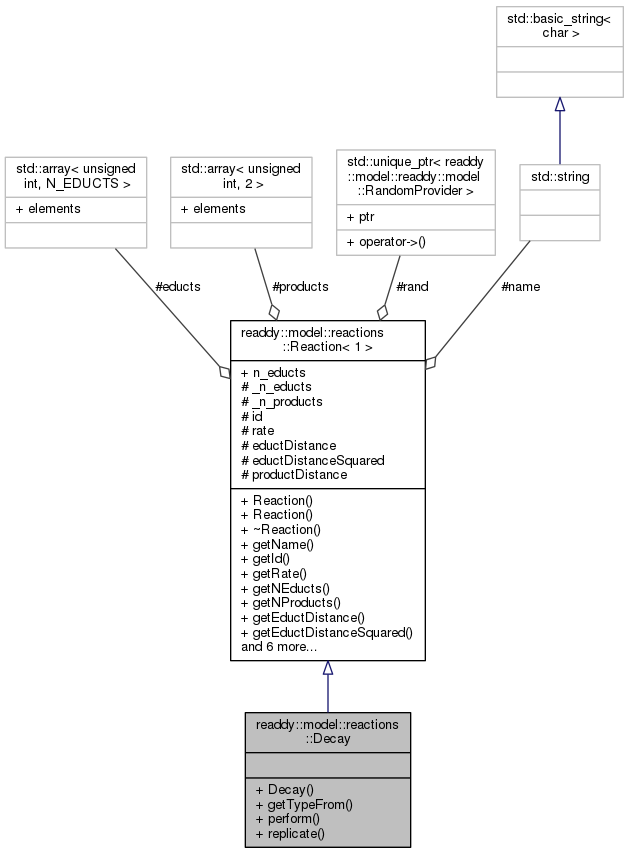 std::basic_string<
char >
std::array< unsigned
int, N_EDUCTS >
+ elements
std::array< unsigned
int, 2 >
+ elements
std::unique_ptr< readdy
::model::readdy::model
::RandomProvider >
+ ptr
+ operator->()
std::string
#educts
#products
#rand
#name
readdy::model::reactions
::Reaction< 1 >
+ n_educts
# _n_educts
# _n_products
# id
# rate
# eductDistance
# eductDistanceSquared
# productDistance
+ Reaction()
+ Reaction()
+ ~Reaction()
+ getName()
+ getId()
+ getRate()
+ getNEducts()
+ getNProducts()
+ getEductDistance()
+ getEductDistanceSquared()
and 6 more...
readdy::model::reactions
::Decay
+ Decay()
+ getTypeFrom()
+ perform()
+ replicate()